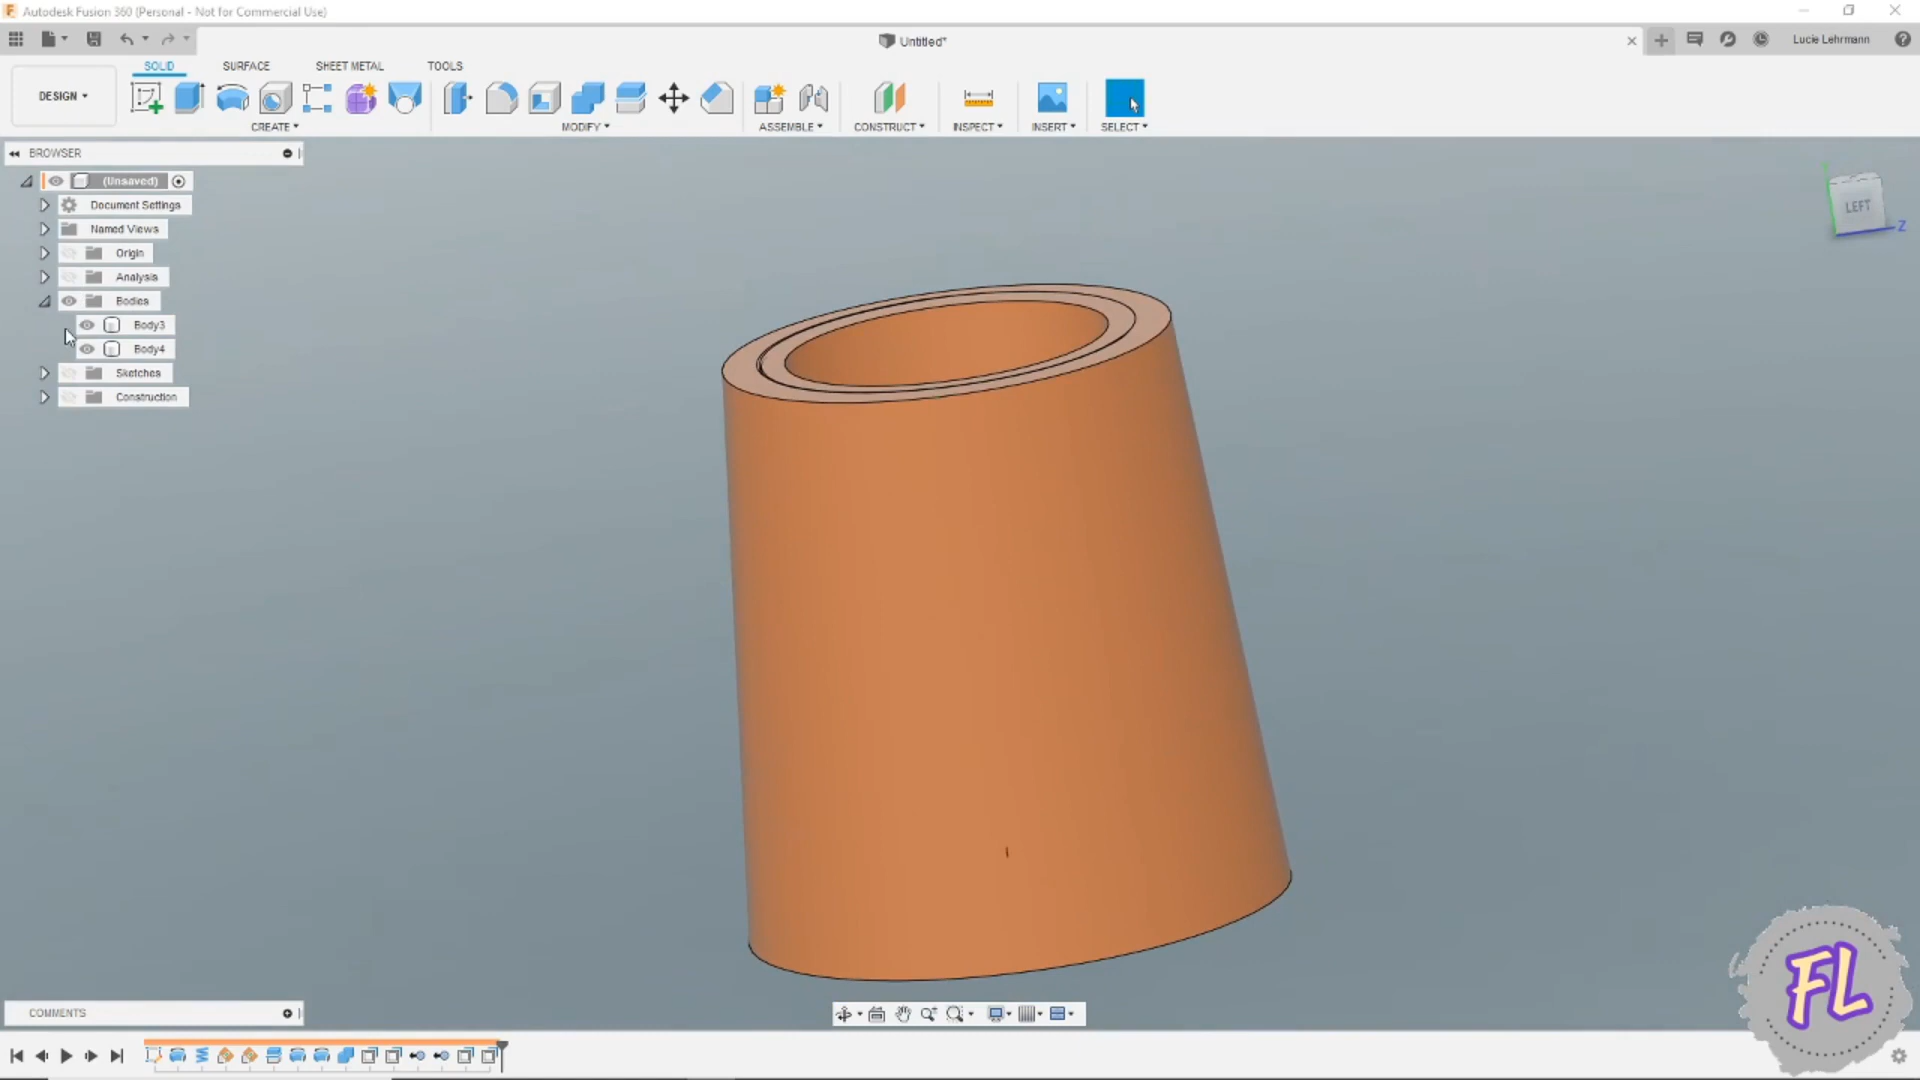 Autodesk Fusion 360 (Personal - Not for Commercial Use)
Untitled*
Lucie Lehrmann
SOLID SURFACE SHEET METAL TOOLS
DESIGN
CREATE MODIFY ASSEMBLE CONSTRUCT INSPECT INSERT SELECT
BROWSER
(Unsaved)
Document Settings
Named Views
Origin
Analysis
Bodies
Body3
Body4
Sketches
Construction
LEFT
Z
COMMENTS
FL